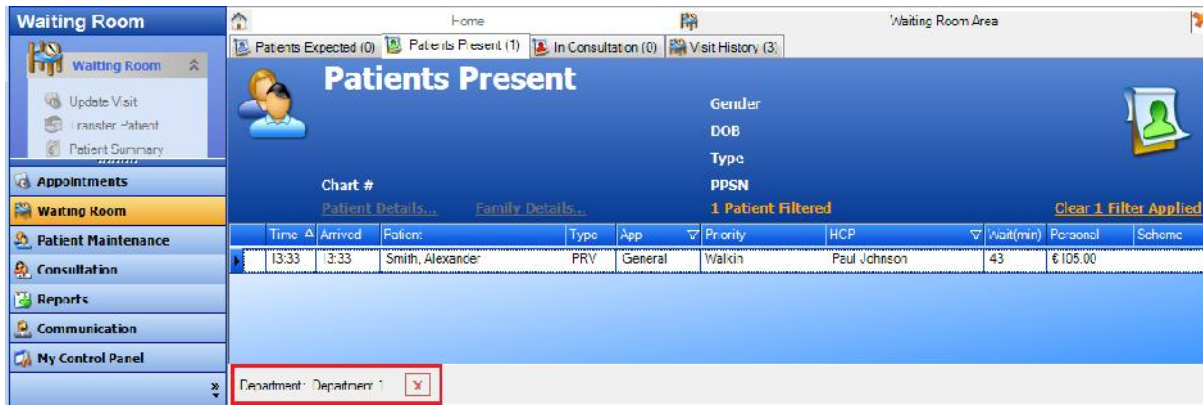 Waiting Room
Home
Waiting Room Area
Patients Expected (0)
Patients Present (1)
In Consultation (0)
Visit History (3)
Waiting Room
Update Visit
Transfer Patient
Patient Summary
Appointments
Waiting Room
Patient Maintenance
Consultation
Reports
Communication
My Control Panel
Patients Present
Gender
DOB
Type
Chart #
PPSN
Patient Details...
Family Details...
1 Patient Filtered
Clear 1 Filter Applied
Time Arrived Patient Type App Priority HCP Wait(min) Personal Scheme
13:33 13:33 Smith, Alexander PRV General Walkin Paul Johnson 43 €105.00
Department: Department 1